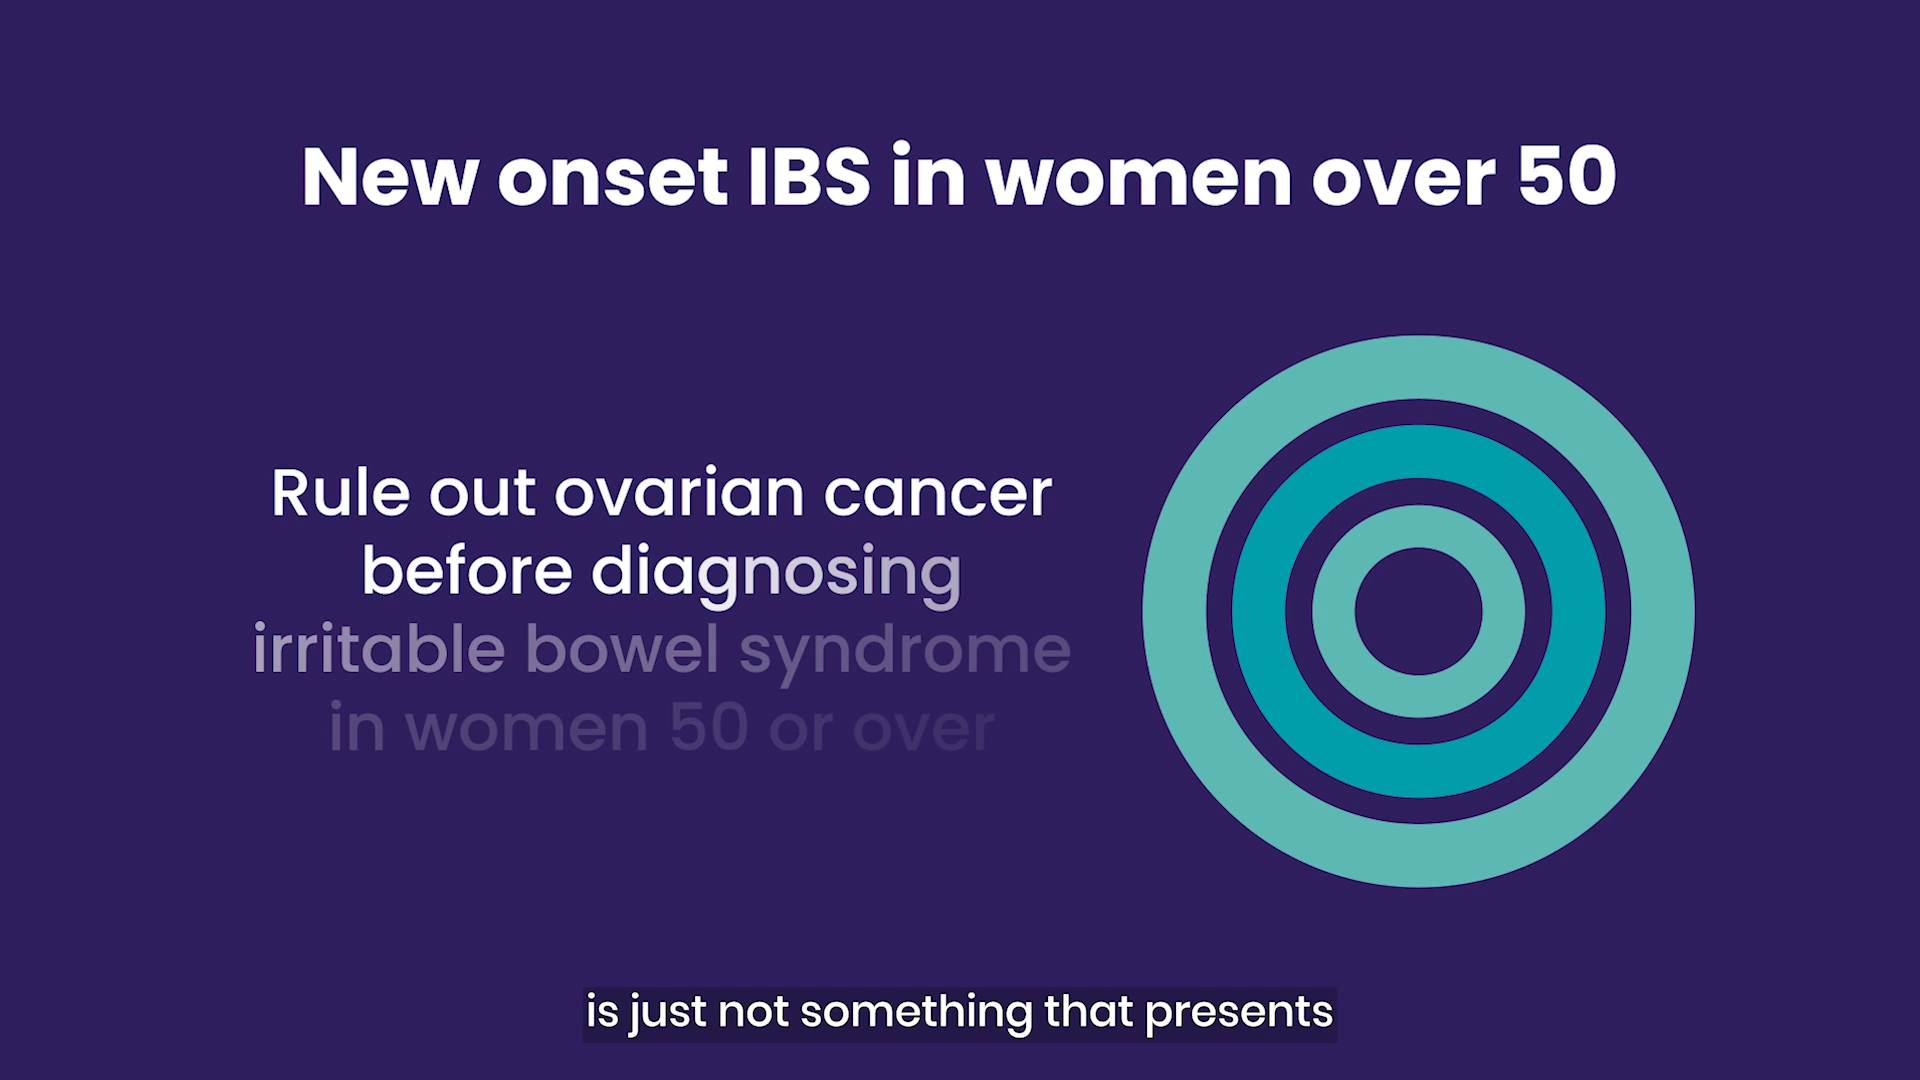 New onset IBS in women over 50
Rule out ovarian cancer
before diagnosing
irritable bowel syndrome
in women 50 or over
is just not something that presents